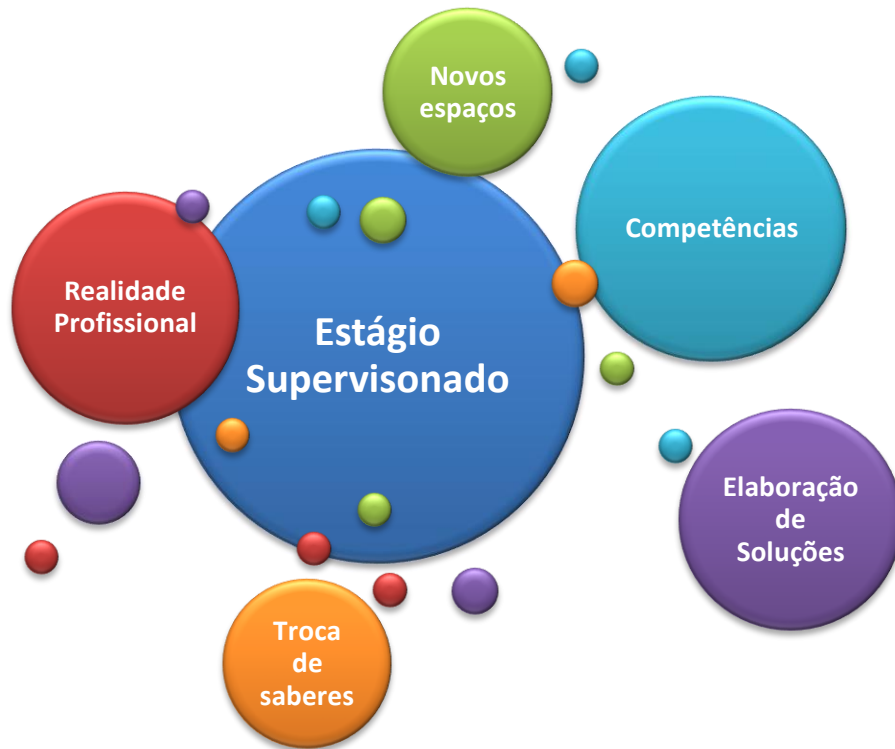 Novos
espaços
Competências
Realidade
Profissional
Estágio
Supervisonado
Elaboração
de
Soluções
Troca
de
saberes